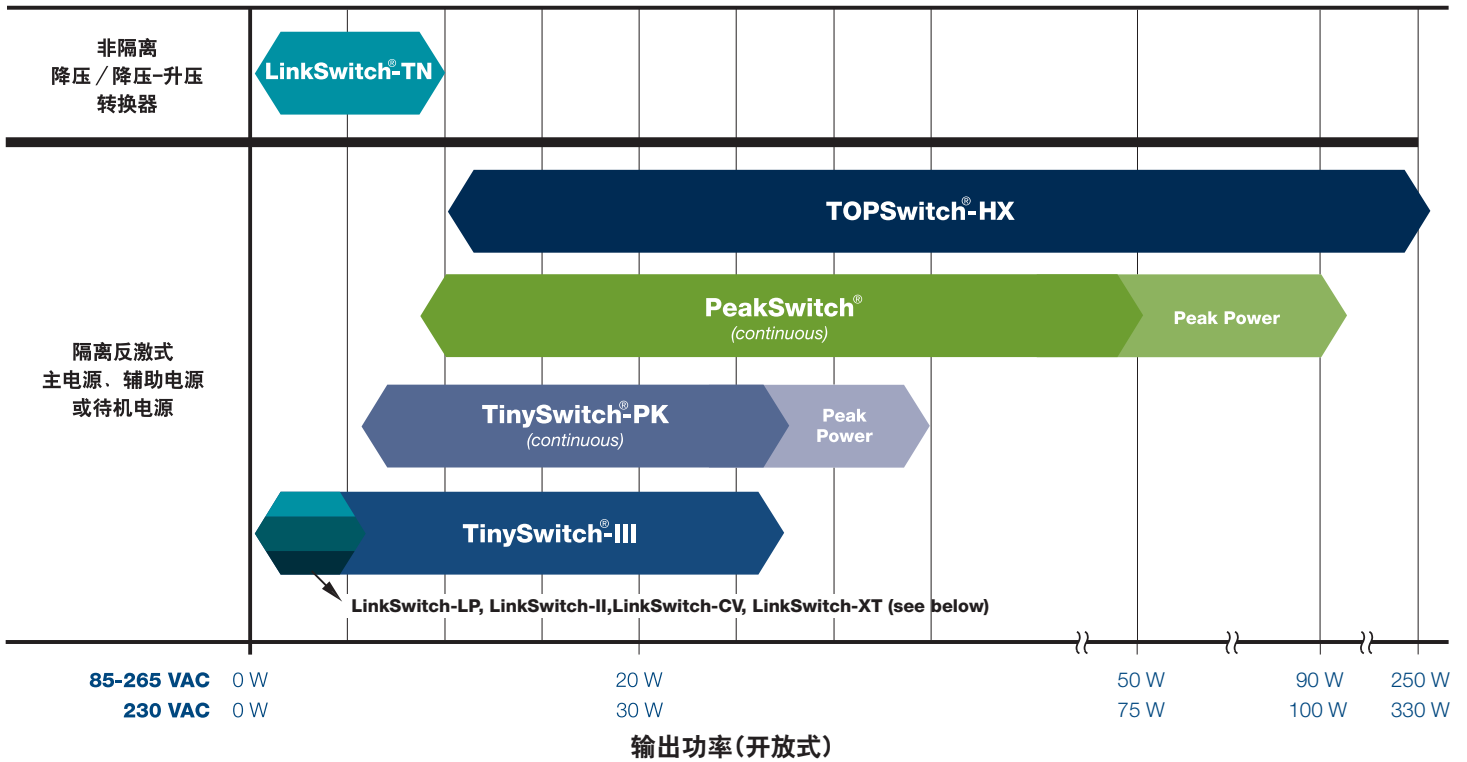 非隔离
降压／降压-升压
转换器
LinkSwitch®-TN
TOPSwitch®-HX
PeakSwitch®
(continuous)
Peak Power
隔离反激式
主电源、辅助电源
或待机电源
TinySwitch®-PK
(continuous)
Peak
Power
TinySwitch®-III
LinkSwitch-LP, LinkSwitch-II,LinkSwitch-CV, LinkSwitch-XT (see below)
85-265 VAC 0 W 20 W 50 W 90 W 250 W
230 VAC 0 W 30 W 75 W 100 W 330 W
输出功率(开放式)